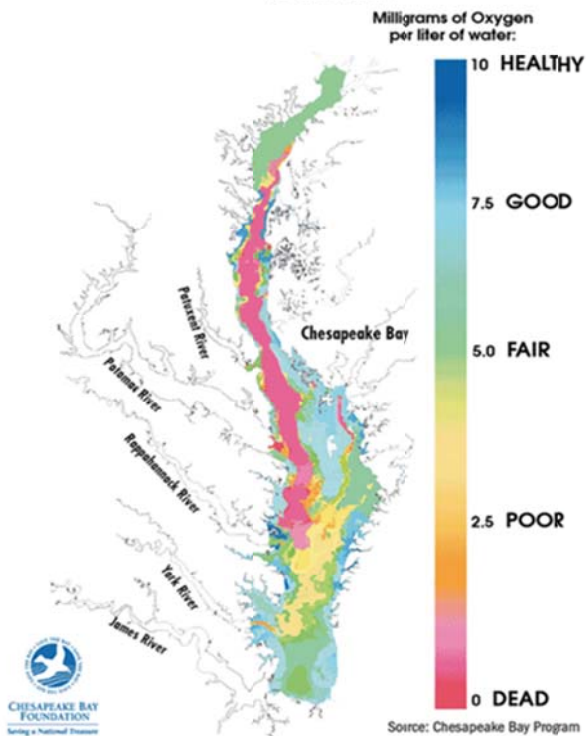 Milligrams of Oxygen
per liter of water:
10 HEALTHY
7.5 GOOD
Patuxent River
Chesapeake Bay
5.0 FAIR
Potomac River
Rappahannock River
2.5 POOR
York River
James River
CHESAPEAKE BAY
FOUNDATION
Saving a National Treasure
0 DEAD
Source: Chesapeake Bay Program